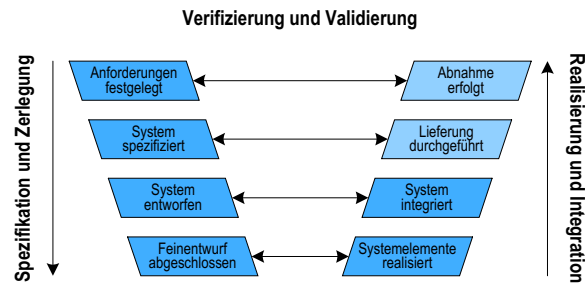 Verifizierung und Validierung
Spezifikation und Zerlegung
Anforderungen
festgelegt
Abnahme
erfolgt
System
spezifiziert
Lieferung
durchgeführt
System
entworfen
System
integriert
Feinentwurf
abgeschlossen
Systemelemente
realisiert
Realisierung und Integration